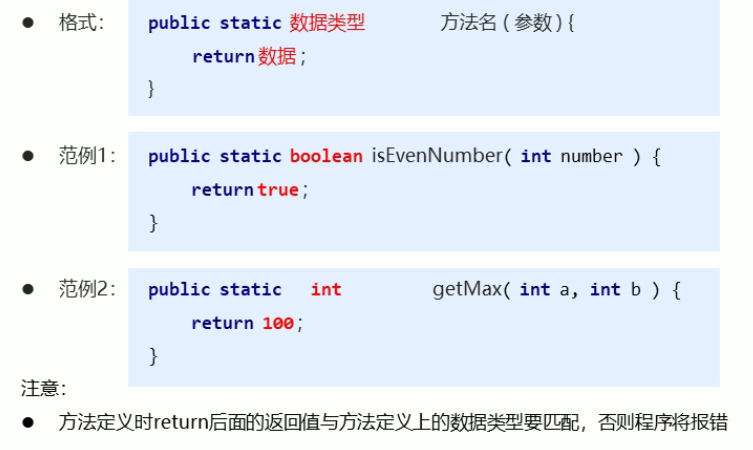 ● 格式： public static 数据类型 方法名 ( 参数 ) {
return 数据 ;
}
● 范例1： public static boolean isEvenNumber( int number ) {
return true ;
}
● 范例2： public static int getMax( int a, int b ) {
return 100 ;
}
注意：
● 方法定义时return后面的返回值与方法定义上的数据类型要匹配，否则程序将报错